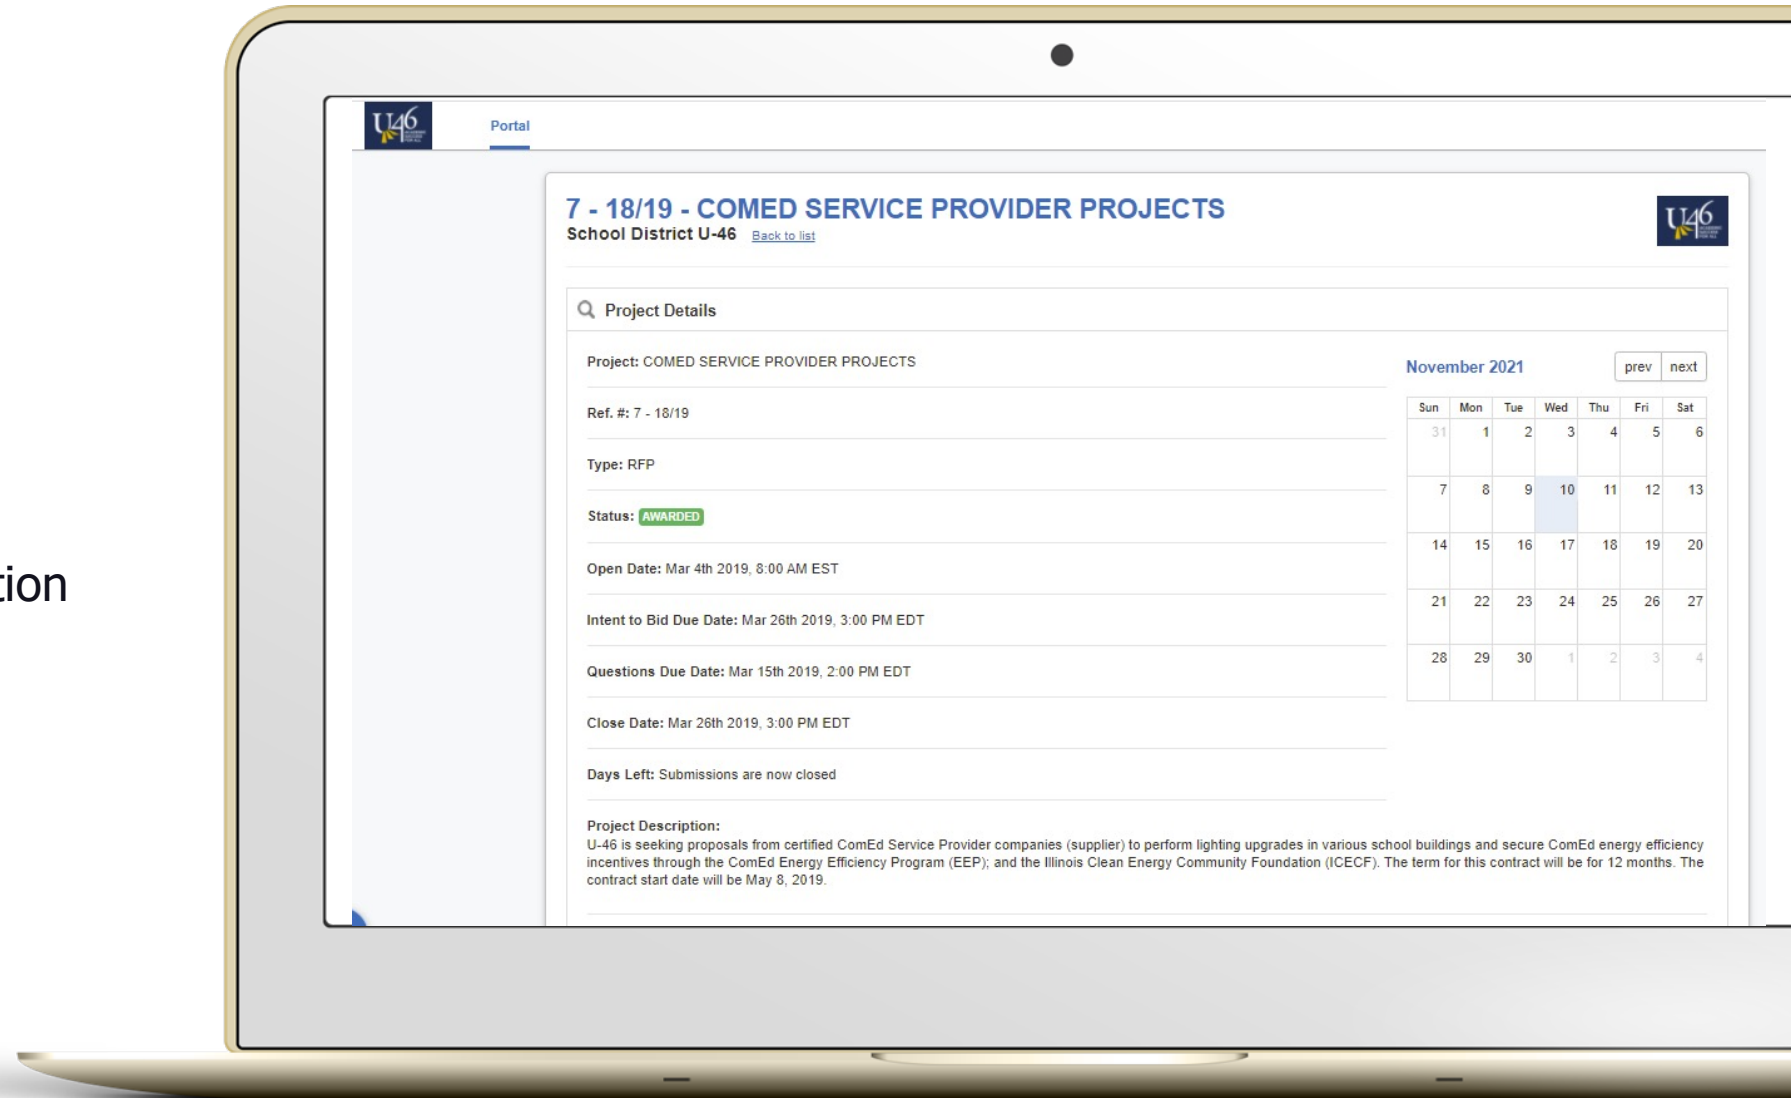 tion
U46
Portal
7 - 18/19 - COMED SERVICE PROVIDER PROJECTS
School District U-46 Back to list
U46
Project Details
Project: COMED SERVICE PROVIDER PROJECTS
Ref. #: 7 - 18/19
Type: RFP
Status: AWARDED
Open Date: Mar 4th 2019, 8:00 AM EST
Intent to Bid Due Date: Mar 26th 2019, 3:00 PM EDT
Questions Due Date: Mar 15th 2019, 2:00 PM EDT
Close Date: Mar 26th 2019, 3:00 PM EDT
Days Left: Submissions are now closed
November 2021 prev next
Sun Mon Tue Wed Thu Fri Sat
31 1 2 3 4 5 6
7 8 9 10 11 12 13
14 15 16 17 18 19 20
21 22 23 24 25 26 27
28 29 30 1 2 3 4
Project Description:
U-46 is seeking proposals from certified ComEd Service Provider companies (supplier) to perform lighting upgrades in various school buildings and secure ComEd energy efficiency
incentives through the ComEd Energy Efficiency Program (EEP); and the Illinois Clean Energy Community Foundation (ICECF). The term for this contract will be for 12 months. The
contract start date will be May 8, 2019.